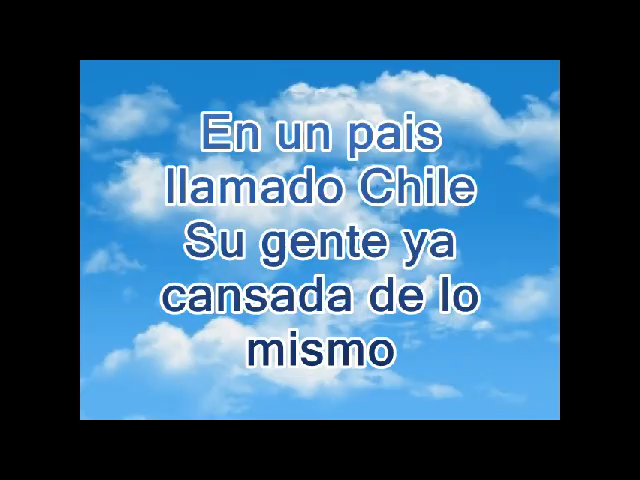 En un pais
llamado Chile
Su gente ya
cansada de lo
mismo